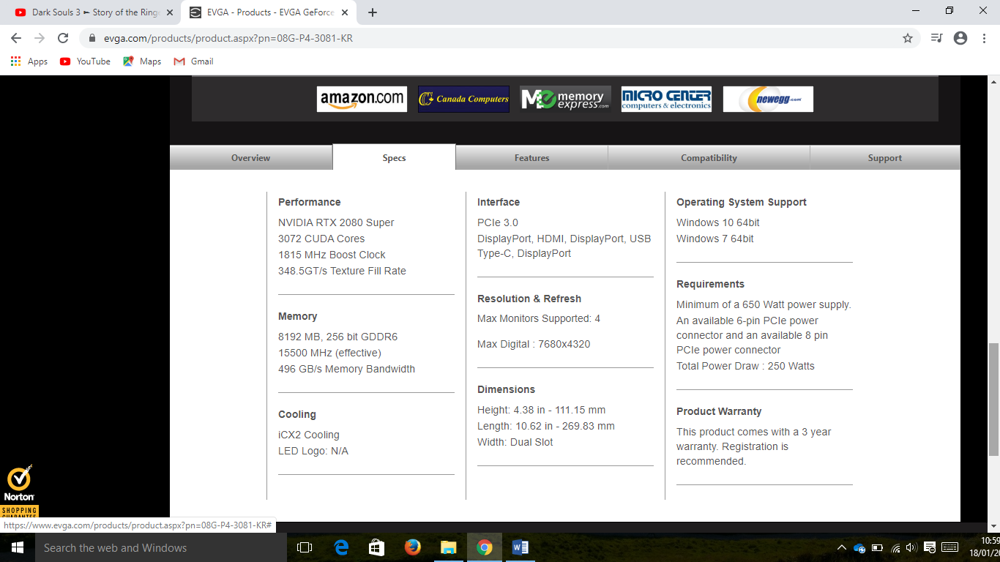 Dark Souls 3 ► Story of the Ringe
EVGA - Products - EVGA GeForce
evga.com/products/product.aspx?pn=08G-P4-3081-KR
Apps YouTube Maps Gmail
amazon.com Canada Computers ME memory express.com MICRO CENTER computers & electronics newegg.com
Overview Specs Features Compatibility Support
Performance
NVIDIA RTX 2080 Super
3072 CUDA Cores
1815 MHz Boost Clock
348.5GT/s Texture Fill Rate
Memory
8192 MB, 256 bit GDDR6
15500 MHz (effective)
496 GB/s Memory Bandwidth
Cooling
iCX2 Cooling
LED Logo: N/A
Interface
PCIe 3.0
DisplayPort, HDMI, DisplayPort, USB
Type-C, DisplayPort
Resolution & Refresh
Max Monitors Supported: 4
Max Digital : 7680x4320
Dimensions
Height: 4.38 in - 111.15 mm
Length: 10.62 in - 269.83 mm
Width: Dual Slot
Operating System Support
Windows 10 64bit
Windows 7 64bit
Requirements
Minimum of a 650 Watt power supply.
An available 6-pin PCIe power
connector and an available 8 pin
PCIe power connector
Total Power Draw : 250 Watts
Product Warranty
This product comes with a 3 year
warranty. Registration is
recommended.
Norton
SHOPPING
GUARANTEE
https://www.evga.com/products/product.aspx?pn=08G-P4-3081-KR#
Search the web and Windows
10:59
18/01/20